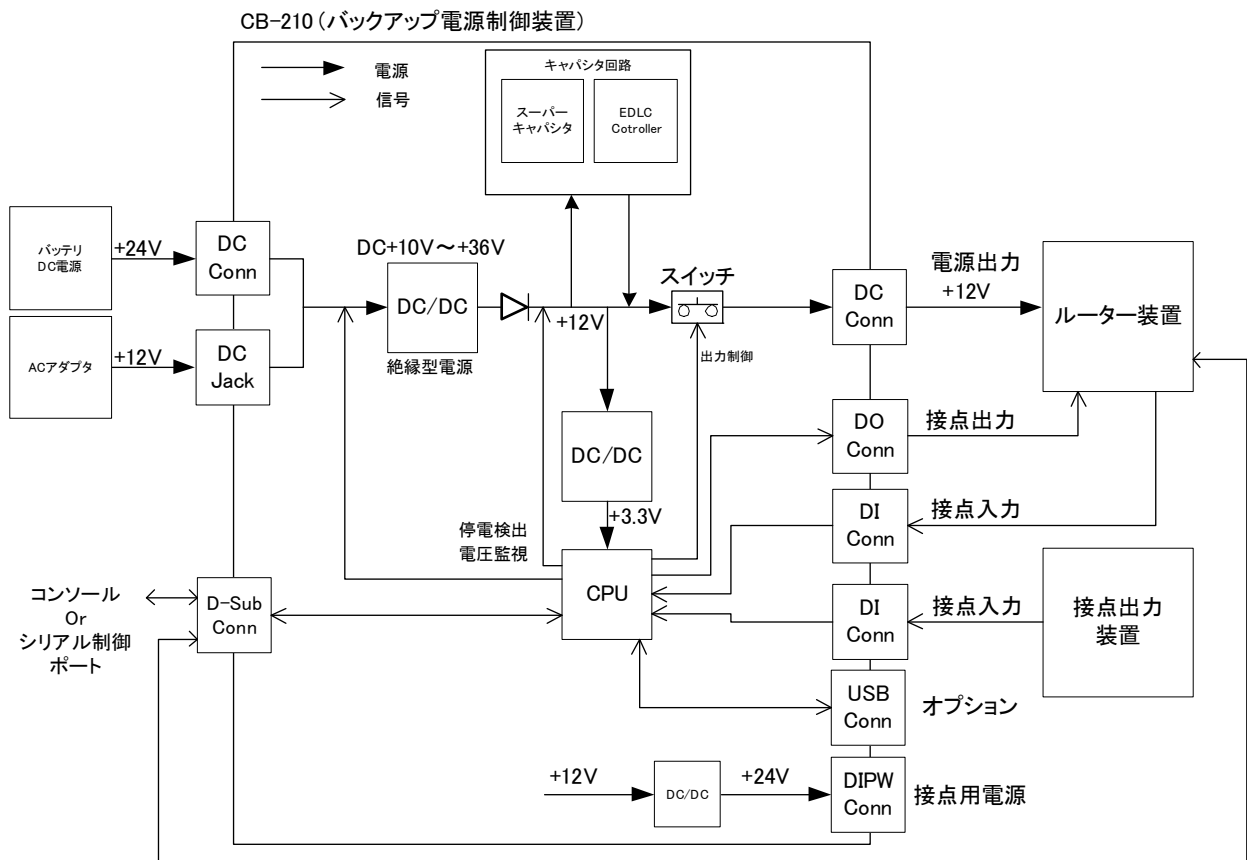 CB-210(バックアップ電源制御装置)
電源
信号
キャパシタ回路
スーパー
キャパシタ
EDLC
Cotroller
バッテリ
DC電源
+24V
DC
Conn
DC+10V～+36V
DC/DC
絶縁型電源
+12V
スイッチ
出力制御
DC
Conn
電源出力
+12V
ルーター装置
ACアダプタ
+12V
DC
Jack
DC/DC
+3.3V
停電検出
電圧監視
CPU
DO
Conn
接点出力
DI
Conn
接点入力
DI
Conn
接点入力
接点出力
装置
コンソール
Or
シリアル制御
ポート
D-Sub
Conn
USB
Conn
オプション
+12V
DC/DC
+24V
DIPW
Conn
接点用電源